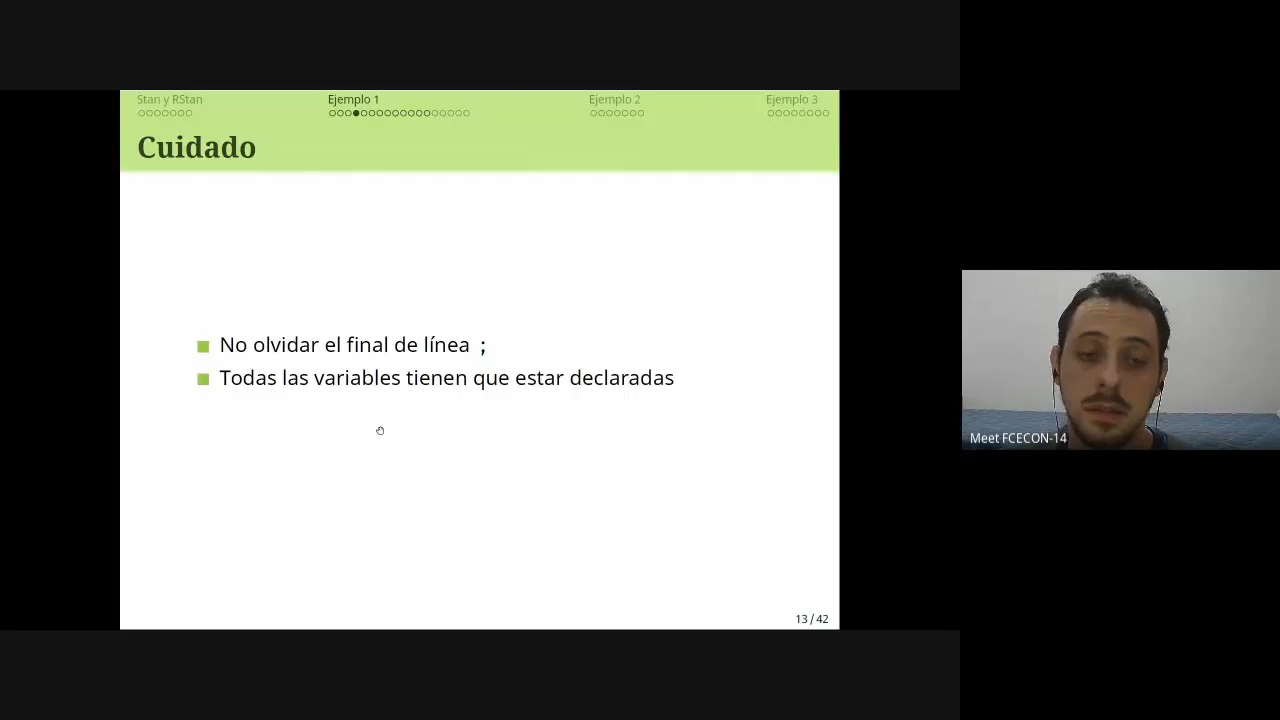 Stan y RStan
Ejemplo 1
Ejemplo 2
Ejemplo 3
Cuidado
No olvidar el final de línea ;
Todas las variables tienen que estar declaradas
Meet FCECON-14
13 / 42